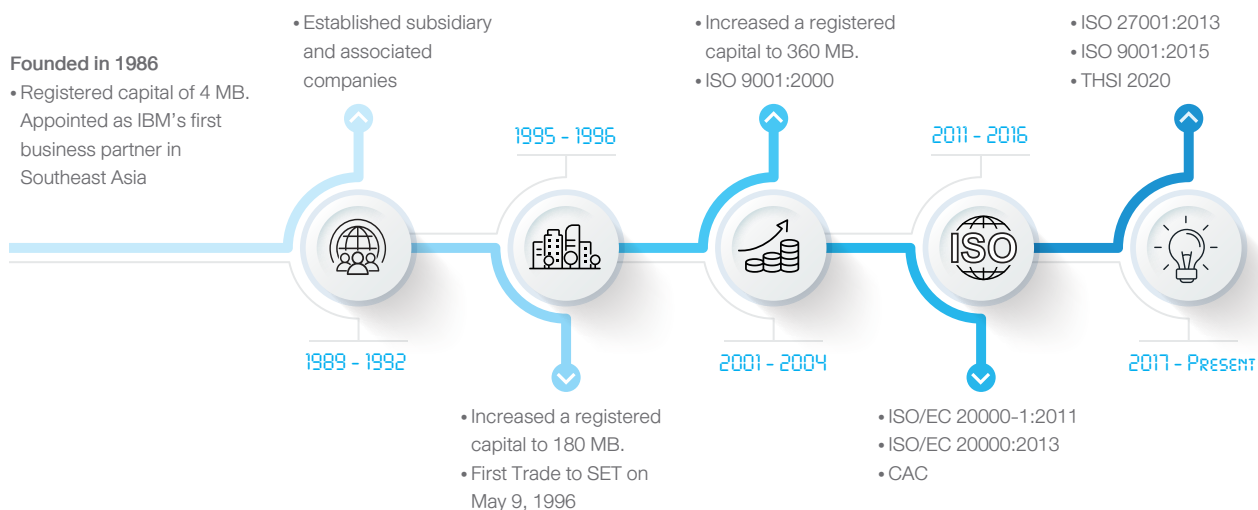 Founded in 1986
• Registered capital of 4 MB.
Appointed as IBM's first
business partner in
Southeast Asia
• Established subsidiary
and associated
companies
1989 - 1992
1995 - 1996
• Increased a registered
capital to 180 MB.
• First Trade to SET on
May 9, 1996
• Increased a registered
capital to 360 MB.
• ISO 9001:2000
2001 - 2004
2011 - 2016
ISO
• ISO/EC 20000-1:2011
• ISO/EC 20000:2013
• CAC
• ISO 27001:2013
• ISO 9001:2015
• THSI 2020
2017 - Present